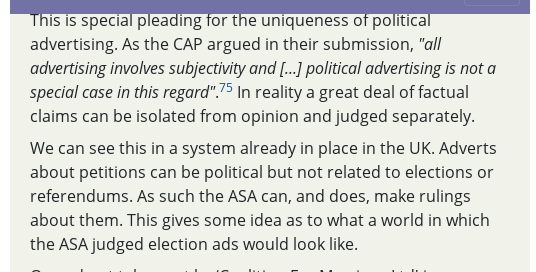 This is special pleading for the uniqueness of political
advertising. As the CAP argued in their submission, "all
advertising involves subjectivity and [...] political advertising is not a
special case in this regard".75 In reality a great deal of factual
claims can be isolated from opinion and judged separately.
We can see this in a system already in place in the UK. Adverts
about petitions can be political but not related to elections or
referendums. As such the ASA can, and does, make rulings
about them. This gives some idea as to what a world in which
the ASA judged election ads would look like.